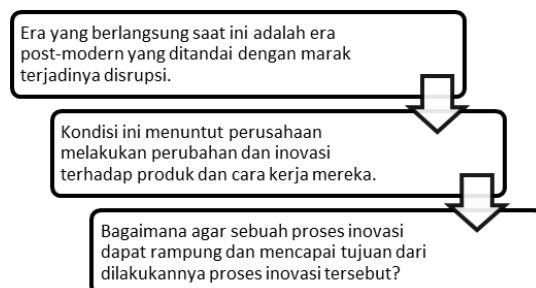 Era yang berlangsung saat ini adalah era
post-modern yang ditandai dengan marak
terjadinya disrupsi.
Kondisi ini menuntut perusahaan
melakukan perubahan dan inovasi
terhadap produk dan cara kerja mereka.
Bagaimana agar sebuah proses inovasi
dapat rampung dan mencapai tujuan dari
dilakukannya proses inovasi tersebut?